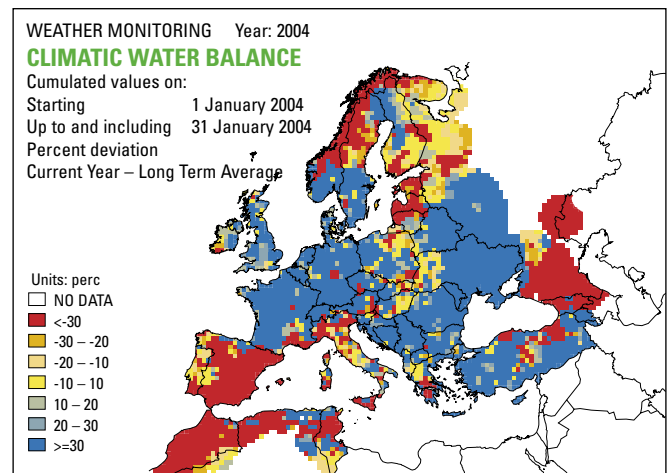 WEATHER MONITORING Year: 2004
CLIMATIC WATER BALANCE
Cumulated values on:
Starting 1 January 2004
Up to and including 31 January 2004
Percent deviation
Current Year – Long Term Average
Units: perc
NO DATA
<-30
-30 – -20
-20 – -10
-10 – 10
10 – 20
20 – 30
>=30